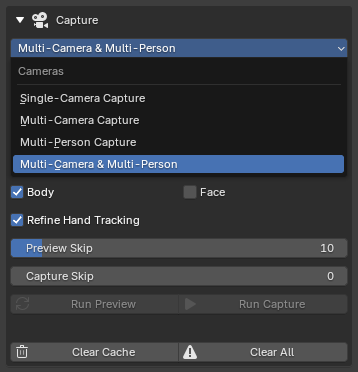 Capture
Multi-Camera & Multi-Person
Cameras
Single-Camera Capture
Multi-Camera Capture
Multi-Person Capture
Multi-Camera & Multi-Person
Body Face
Refine Hand Tracking
Preview Skip 10
Capture Skip 0
Run Preview Run Capture
Clear Cache Clear All